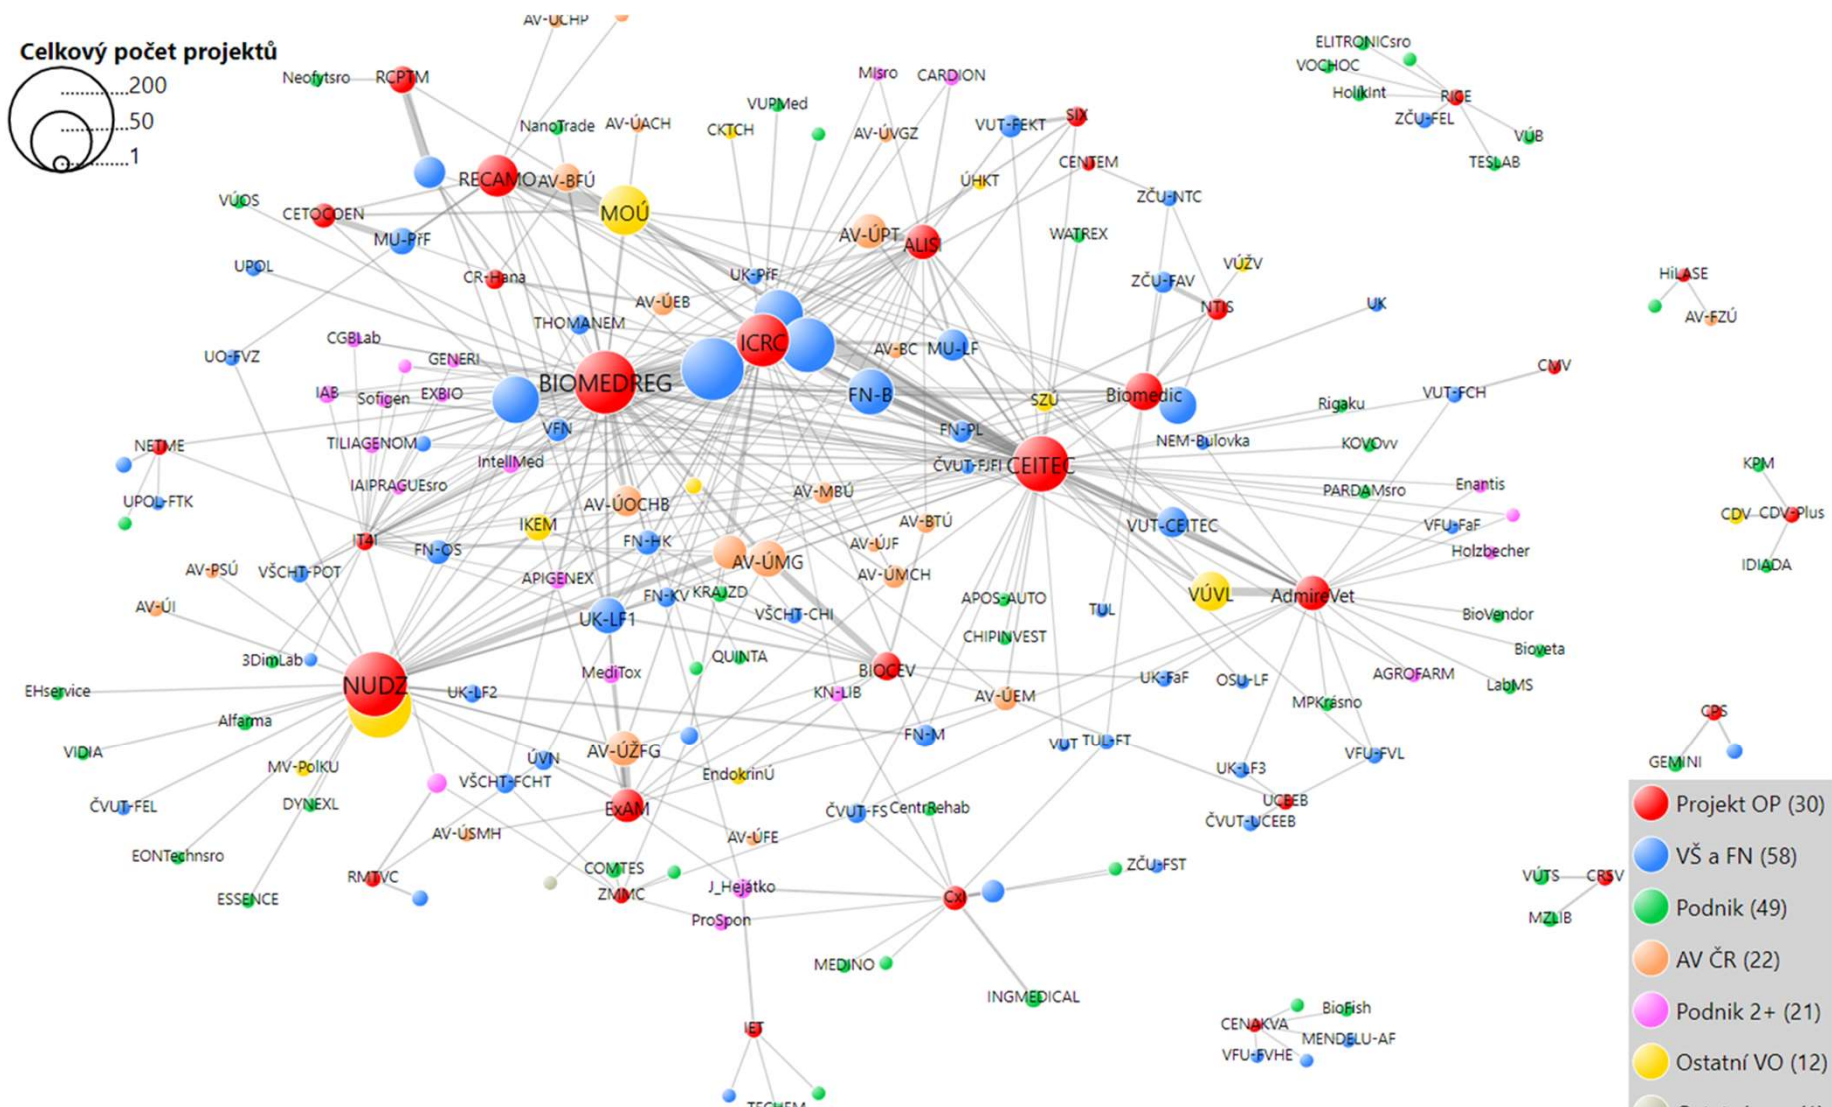 AV-ÚCHP
Celkový počet projektů
200
50
1
Neofytsro
RCPTM
NanoTrade
AV-ÚACH
VUPMed
CKTCH
MIsro
CARDION
AV-ÚVGZ
VUT-FEKT
SIX
CENTEM
ÚHKT
ZČU-NTC
ELITRONICsro
VOCHOC
HolikInt
RICE
ZČU-FEL
VÚB
TESLAB
RECAMO
AV-BFÚ
MOÚ
VÚOS
CETOCOEN
MU-PřF
UPOL
CR-Hana
AV-ÚPT
ALISI
WATREX
UK-PřF
ZČU-FAV
VÚŽV
NTIS
UK
HiLASE
AV-FZÚ
AV-ÚEB
THOMANEM
CGBLab
UO-FVZ
GENERI
IAB
Sofigen
EXBIO
BIOMEDREG
ICRC
AV-BC
MU-LF
FN-B
SZÚ
Biomedic
CMV
VUT-FCH
Rigaku
KOVOvv
NETME
TILIAGENOM
VFN
FN-PL
NEM-Bulovka
IntellMed
ČVUT-FJFI
CEITEC
KPM
UPOL-FTK
IAIPRAGUEsro
AV-ÚOCHB
AV-MBÚ
PARDAMsro
Enantis
CDV
CDV-Plus
IT4I
IKEM
AV-BTÚ
VUT-CEITEC
VFU-FaF
Holzbecher
IDIADA
FN-OS
FN-HK
AV-ÚMG
AV-ÚJF
AV-ÚMCH
AV-PSÚ
VŠCHT-POT
APIGENEX
FN-KV
KRAJZD
VŠCHT-CHI
APOS-AUTO
TUL
VÚVL
AdmireVet
AV-ÚI
UK-LF1
CHIPINVEST
BioVendor
Bioveta
3DimLab
QUINTA
BIOCEV
UK-FaF
OSU-LF
AGROFARM
LabMS
EHservice
NUDZ
UK-LF2
MediTox
KN-LIB
AV-ÚEM
MPKrásno
Alfarma
CPS
VIDIA
MV-PolKU
ÚVN
AV-ÚŽFG
FN-M
VUT
TUL-FT
VFU-FVL
GEMINI
ČVUT-FEL
DYNEXL
VŠCHT-FCHT
EndokrinÚ
UK-LF3
UCEEB
ČVUT-UCEEB
ExAM
ČVUT-FS
CentrRehab
AV-ÚSMH
AV-ÚFE
EONTechnsro
ESSENCE
RMTVC
COMTES
ZMMC
J_Hejátko
ProSpon
CxI
ZČU-FST
VÚTS
CRSV
MZLIB
MEDINO
INGMEDICAL
IET
TECHEM
CENAKVA
BioFish
MENDELU-AF
VFU-FVHE
Projekt OP (30)
VŠ a FN (58)
Podnik (49)
AV ČR (22)
Podnik 2+ (21)
Ostatní VO (12)